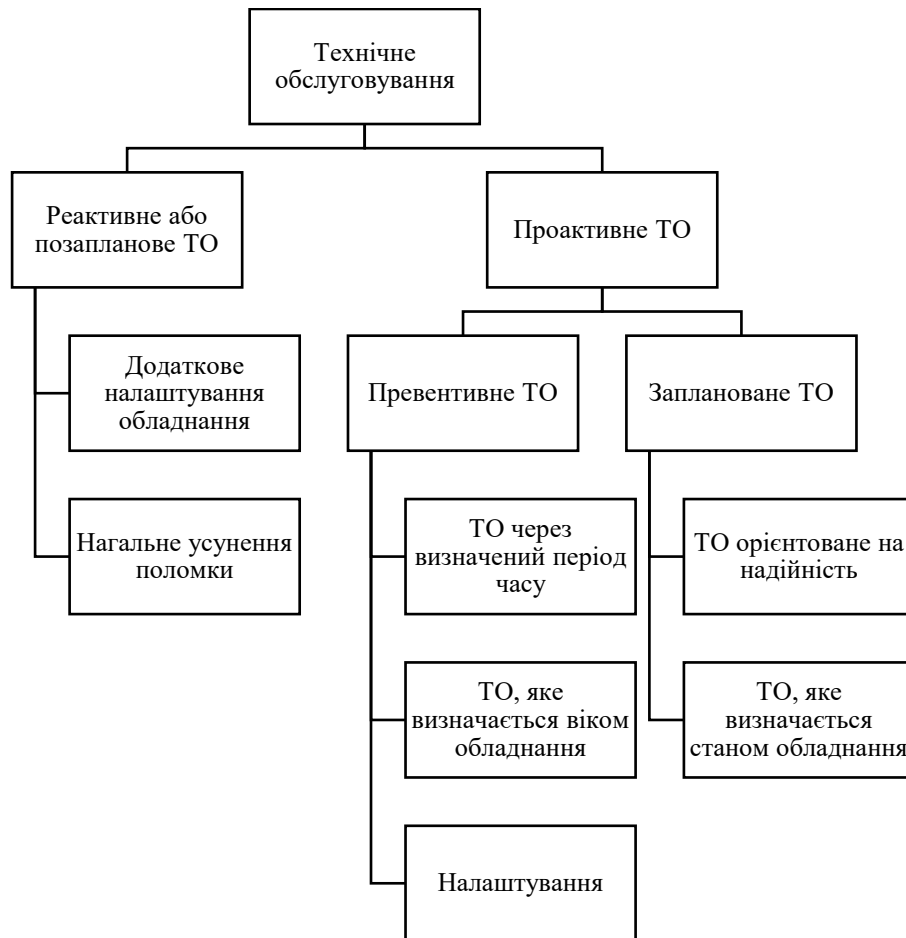 Технічне
обслуговування
Реактивне або
позапланове ТО
Проактивне ТО
Додаткове
налаштування
обладнання
Превентивне ТО
Заплановане ТО
Нагальне усунення
поломки
ТО через
визначений період
часу
ТО орієнтоване на
надійність
ТО, яке
визначається віком
обладнання
ТО, яке
визначається
станом обладнання
Налаштування